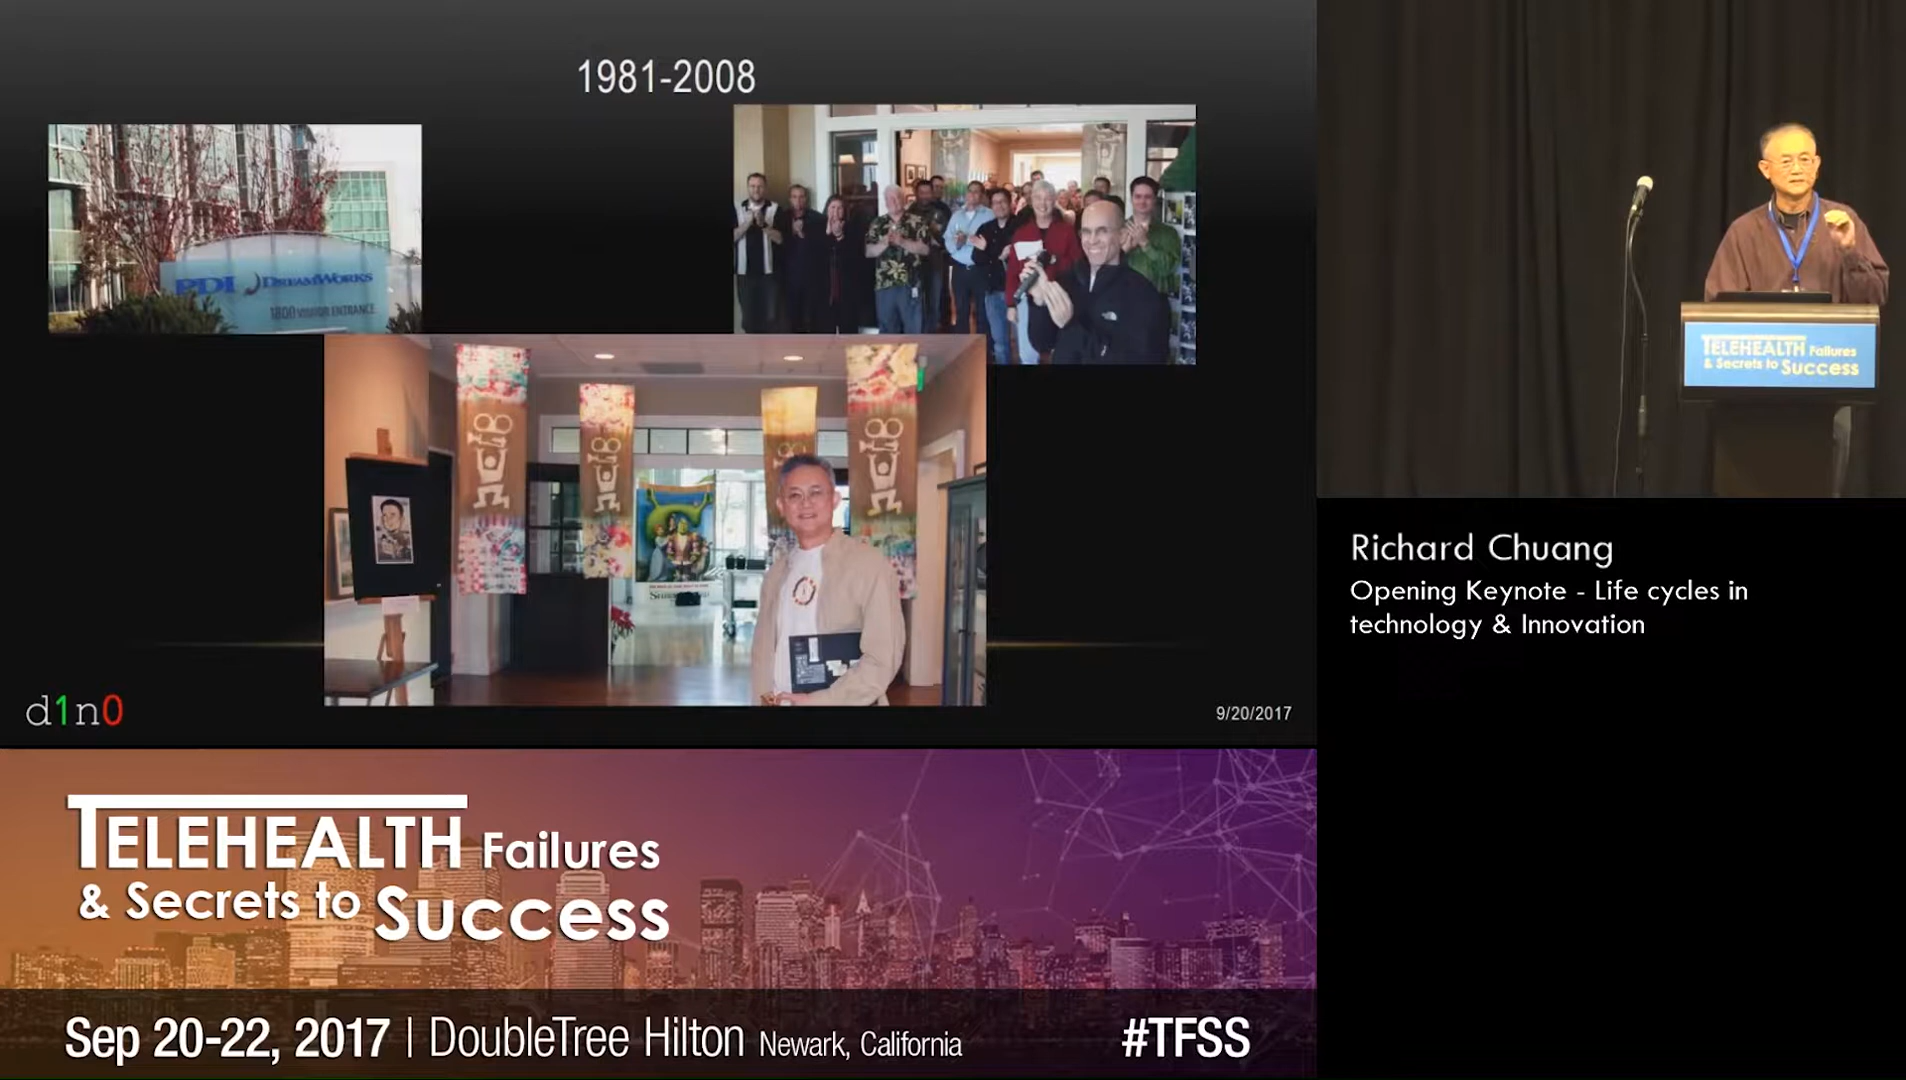 1981-2008
PDI DREAMWORKS
1800 VISITOR ENTRANCE
d1n0
9/20/2017
TELEHEALTH Failures
& Secrets to Success
Richard Chuang
Opening Keynote - Life cycles in
technology & Innovation
TELEHEALTH Failures
& Secrets to Success
Sep 20-22, 2017 | DoubleTree Hilton Newark, California
#TFSS